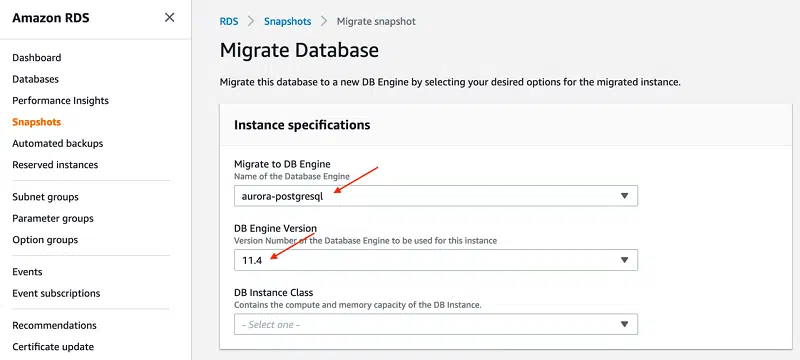 Amazon RDS
Dashboard
Databases
Performance Insights
Snapshots
Automated backups
Reserved instances
Subnet groups
Parameter groups
Option groups
Events
Event subscriptions
Recommendations
Certificate update
RDS > Snapshots > Migrate snapshot
Migrate Database
Migrate this database to a new DB Engine by selecting your desired options for the migrated instance.
Instance specifications
Migrate to DB Engine
Name of the Database Engine
aurora-postgresql
DB Engine Version
Version Number of the Database Engine to be used for this instance
11.4
DB Instance Class
Contains the compute and memory capacity of the DB Instance.
- Select one -